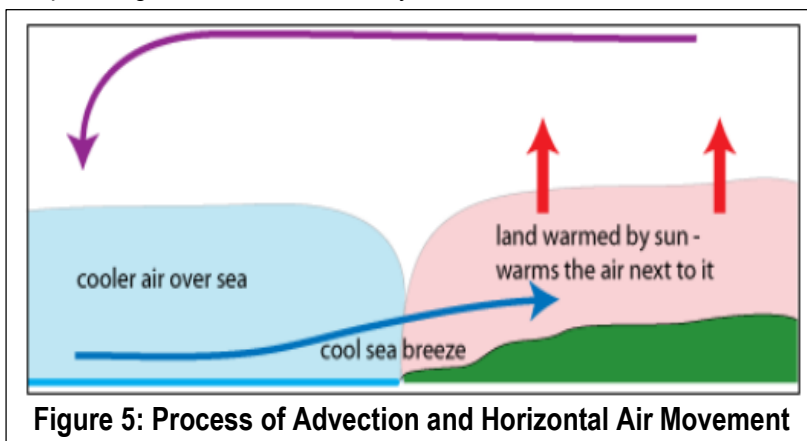 land warmed by sun -
warms the air next to it
cooler air over sea
cool sea breeze
Figure 5: Process of Advection and Horizontal Air Movement